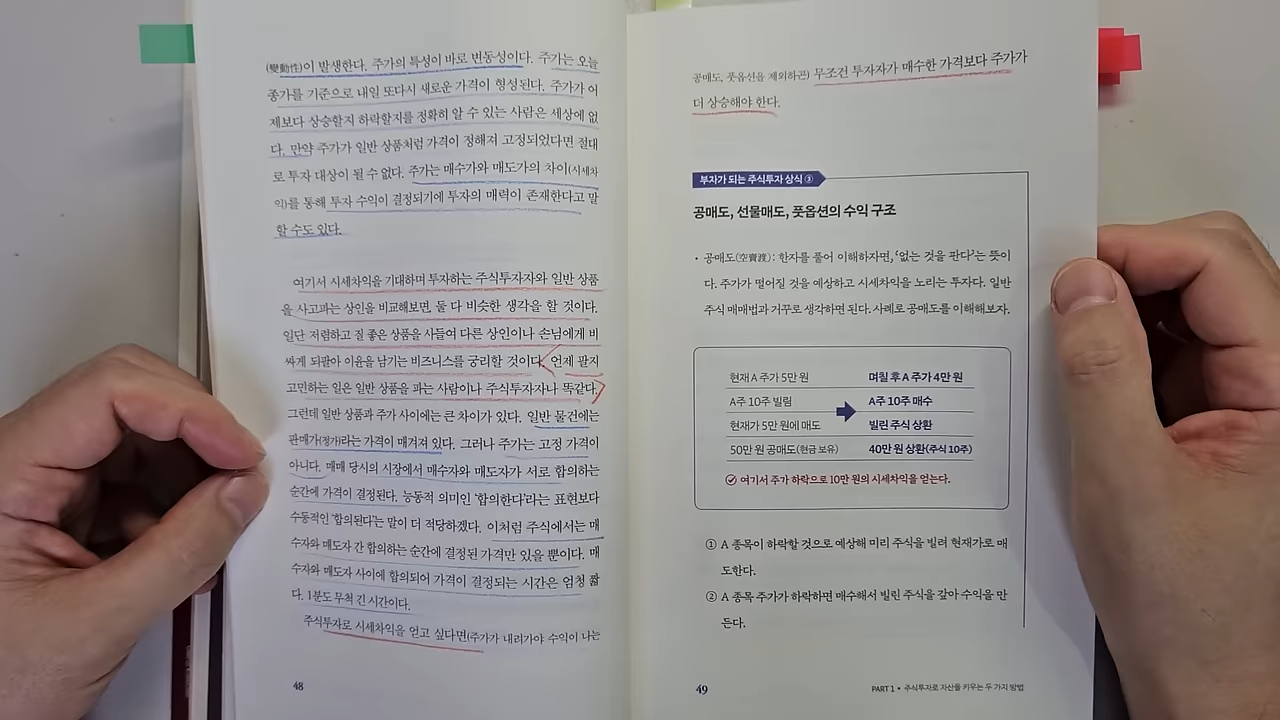 (變動性)이 발생한다. 주가의 특성이 바로 변동성이다. 주가는 오늘
종가를 기준으로 내일 또다시 새로운 가격이 형성된다. 주가가 어
제보다 상승할지 하락할지를 정확히 알 수 있는 사람은 세상에 없
다. 만약 주가가 일반 상품처럼 가격이 정해져 고정되었다면 절대
로 투자 대상이 될 수 없다. 주가는 매수가와 매도가의 차이(시세차
익)를 통해 투자 수익이 결정되기에 투자의 매력이 존재한다고 말
할 수도 있다.
여기서 시세차익을 기대하며 투자하는 주식투자자와 일반 상품
을 사고파는 상인을 비교해보면, 둘 다 비슷한 생각을 할 것이다.
일단 저렴하고 질 좋은 상품을 사들여 다른 상인이나 손님에게 비
싸게 되팔아 이윤을 남기는 비즈니스를 궁리할 것이다. 언제 팔지
고민하는 일은 일반 상품을 파는 사람이나 주식투자자나 똑같다.
그런데 일반 상품과 주가 사이에는 큰 차이가 있다. 일반 물건에는
판매가(정가)라는 가격이 매겨져 있다. 그러나 주가는 고정 가격이
아니다. 매매 당시의 시장에서 매수자와 매도자가 서로 합의하는
순간에 가격이 결정된다. 능동적 의미인 '합의한다'라는 표현보다
수동적인 '합의된다'는 말이 더 적당하겠다. 이처럼 주식에서는 매
수자와 매도자 간 합의하는 순간에 결정된 가격만 있을 뿐이다. 매
수자와 매도자 사이에 합의되어 가격이 결정되는 시간은 엄청 짧
다. 1분도 무척 긴 시간이다.
주식투자로 시세차익을 얻고 싶다면(주가가 내려가야 수익이 나는
48
공매도, 풋옵션을 제외하곤) 무조건 투자자가 매수한 가격보다 주가가
더 상승해야 한다.
부자가 되는 주식투자 상식 ③
공매도, 선물매도, 풋옵션의 수익 구조
• 공매도(空賣渡) : 한자를 풀어 이해하자면, '없는 것을 판다'는 뜻이
다. 주가가 떨어질 것을 예상하고 시세차익을 노리는 투자다. 일반
주식 매매법과 거꾸로 생각하면 된다. 사례로 공매도를 이해해보자.
현재 A 주가 5만 원 며칠 후 A 주가 4만 원
A주 10주 빌림 A주 10주 매수
현재가 5만 원에 매도 빌린 주식 상환
50만 원 공매도(현금 보유) 40만 원 상환(주식 10주)
여기서 주가 하락으로 10만 원의 시세차익을 얻는다.
① A 종목이 하락할 것으로 예상해 미리 주식을 빌려 현재가로 매
도한다.
② A 종목 주가가 하락하면 매수해서 빌린 주식을 갚아 수익을 만
든다.
49
PART 1 • 주식투자로 자산을 키우는 두 가지 방법